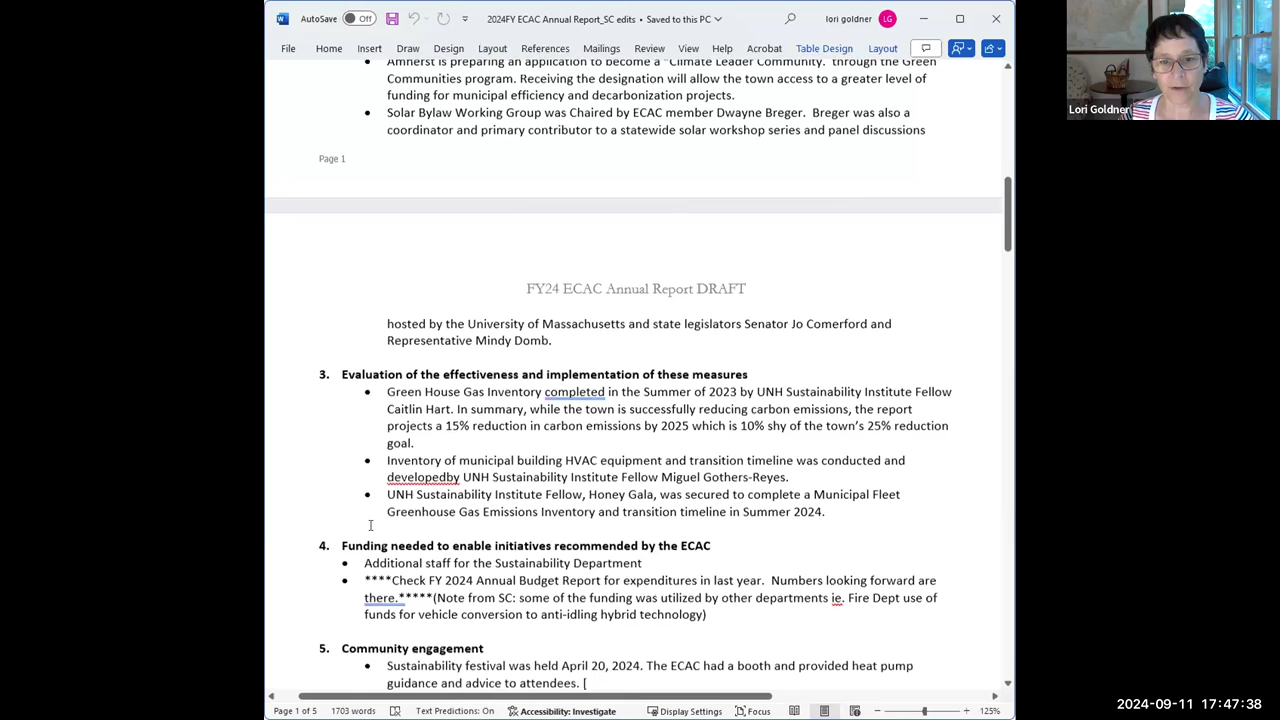 AutoSave Off 2024FY ECAC Annual Report_SC edits • Saved to this PC lori goldner LG
File Home Insert Draw Design Layout References Mailings Review View Help Acrobat Table Design Layout
Amherst is preparing an application to become a "Climate Leader Community." through the Green
Communities program. Receiving the designation will allow the town access to a greater level of
funding for municipal efficiency and decarbonization projects.
• Solar Bylaw Working Group was Chaired by ECAC member Dwayne Breger. Breger was also a
coordinator and primary contributor to a statewide solar workshop series and panel discussions
Page 1
FY24 ECAC Annual Report DRAFT
hosted by the University of Massachusetts and state legislators Senator Jo Comerford and
Representative Mindy Domb.
3. Evaluation of the effectiveness and implementation of these measures
• Green House Gas Inventory completed in the Summer of 2023 by UNH Sustainability Institute Fellow
Caitlin Hart. In summary, while the town is successfully reducing carbon emissions, the report
projects a 15% reduction in carbon emissions by 2025 which is 10% shy of the town's 25% reduction
goal.
• Inventory of municipal building HVAC equipment and transition timeline was conducted and
developedby UNH Sustainability Institute Fellow Miguel Gothers-Reyes.
• UNH Sustainability Institute Fellow, Honey Gala, was secured to complete a Municipal Fleet
Greenhouse Gas Emissions Inventory and transition timeline in Summer 2024.
4. Funding needed to enable initiatives recommended by the ECAC
• Additional staff for the Sustainability Department
• ****Check FY 2024 Annual Budget Report for expenditures in last year. Numbers looking forward are
there.*****(Note from SC: some of the funding was utilized by other departments ie. Fire Dept use of
funds for vehicle conversion to anti-idling hybrid technology)
5. Community engagement
• Sustainability festival was held April 20, 2024. The ECAC had a booth and provided heat pump
guidance and advice to attendees. [
Page 1 of 5 1703 words Text Predictions: On Accessibility: Investigate Display Settings Focus 125%
Lori Goldner
2024-09-11 17:47:38